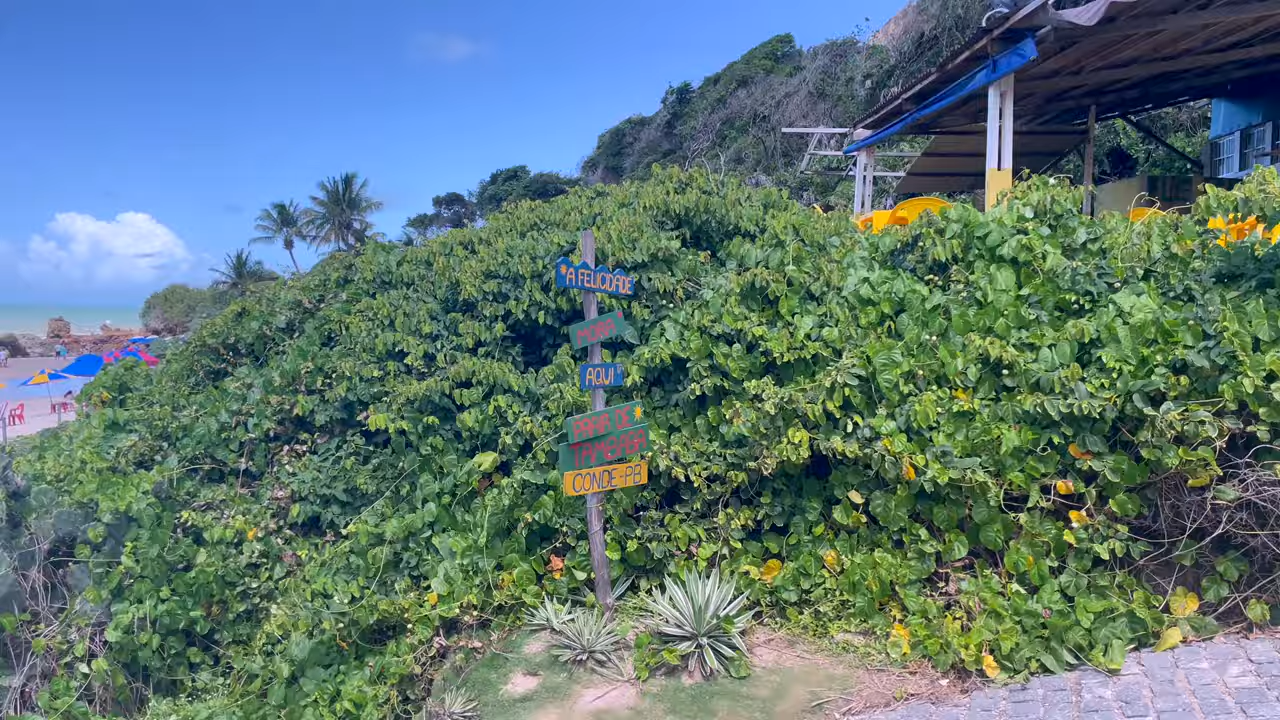 A FELICIDADE
MORA
AQUI
PRAIA DE
TAMBABA
CONDE-PB